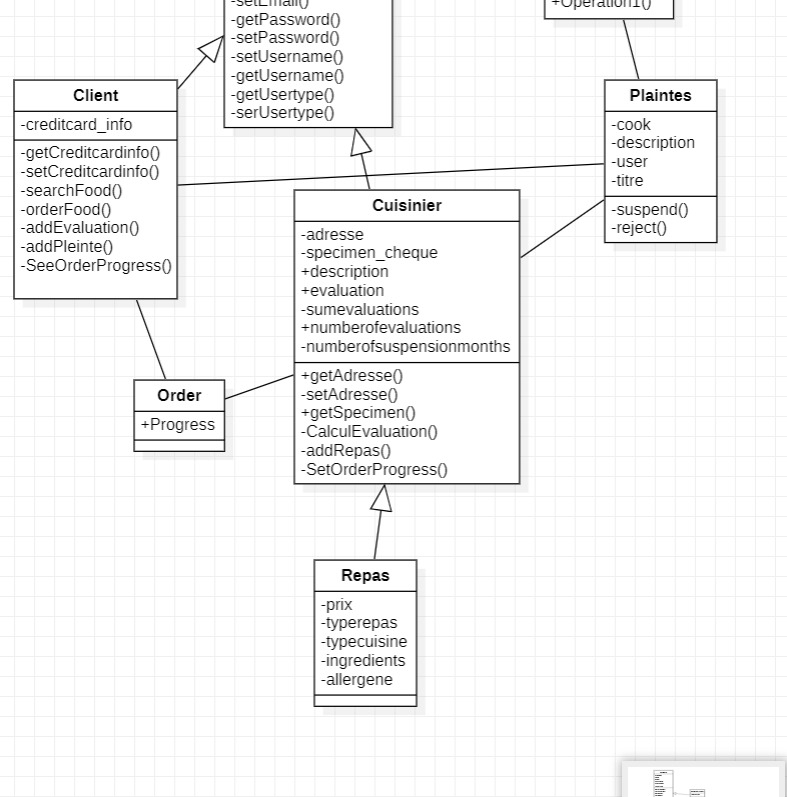 -setEmail()
-getPassword()
-setPassword()
-setUsername()
-getUsername()
-getUsertype()
-serUsertype()
+Operation1()
Client
-creditcard_info
-getCreditcardinfo()
-setCreditcardinfo()
-searchFood()
-orderFood()
-addEvaluation()
-addPleinte()
-SeeOrderProgress()
Plaintes
-cook
-description
-user
-titre
-suspend()
-reject()
Cuisinier
-adresse
-specimen_cheque
+description
+evaluation
-sumevaluations
+numberofevaluations
-numberofsuspensionmonths
+getAdresse()
-setAdresse()
+getSpecimen()
-CalculEvaluation()
-addRepas()
-SetOrderProgress()
Order
+Progress
Repas
-prix
-typerepas
-typecuisine
-ingredients
-allergene